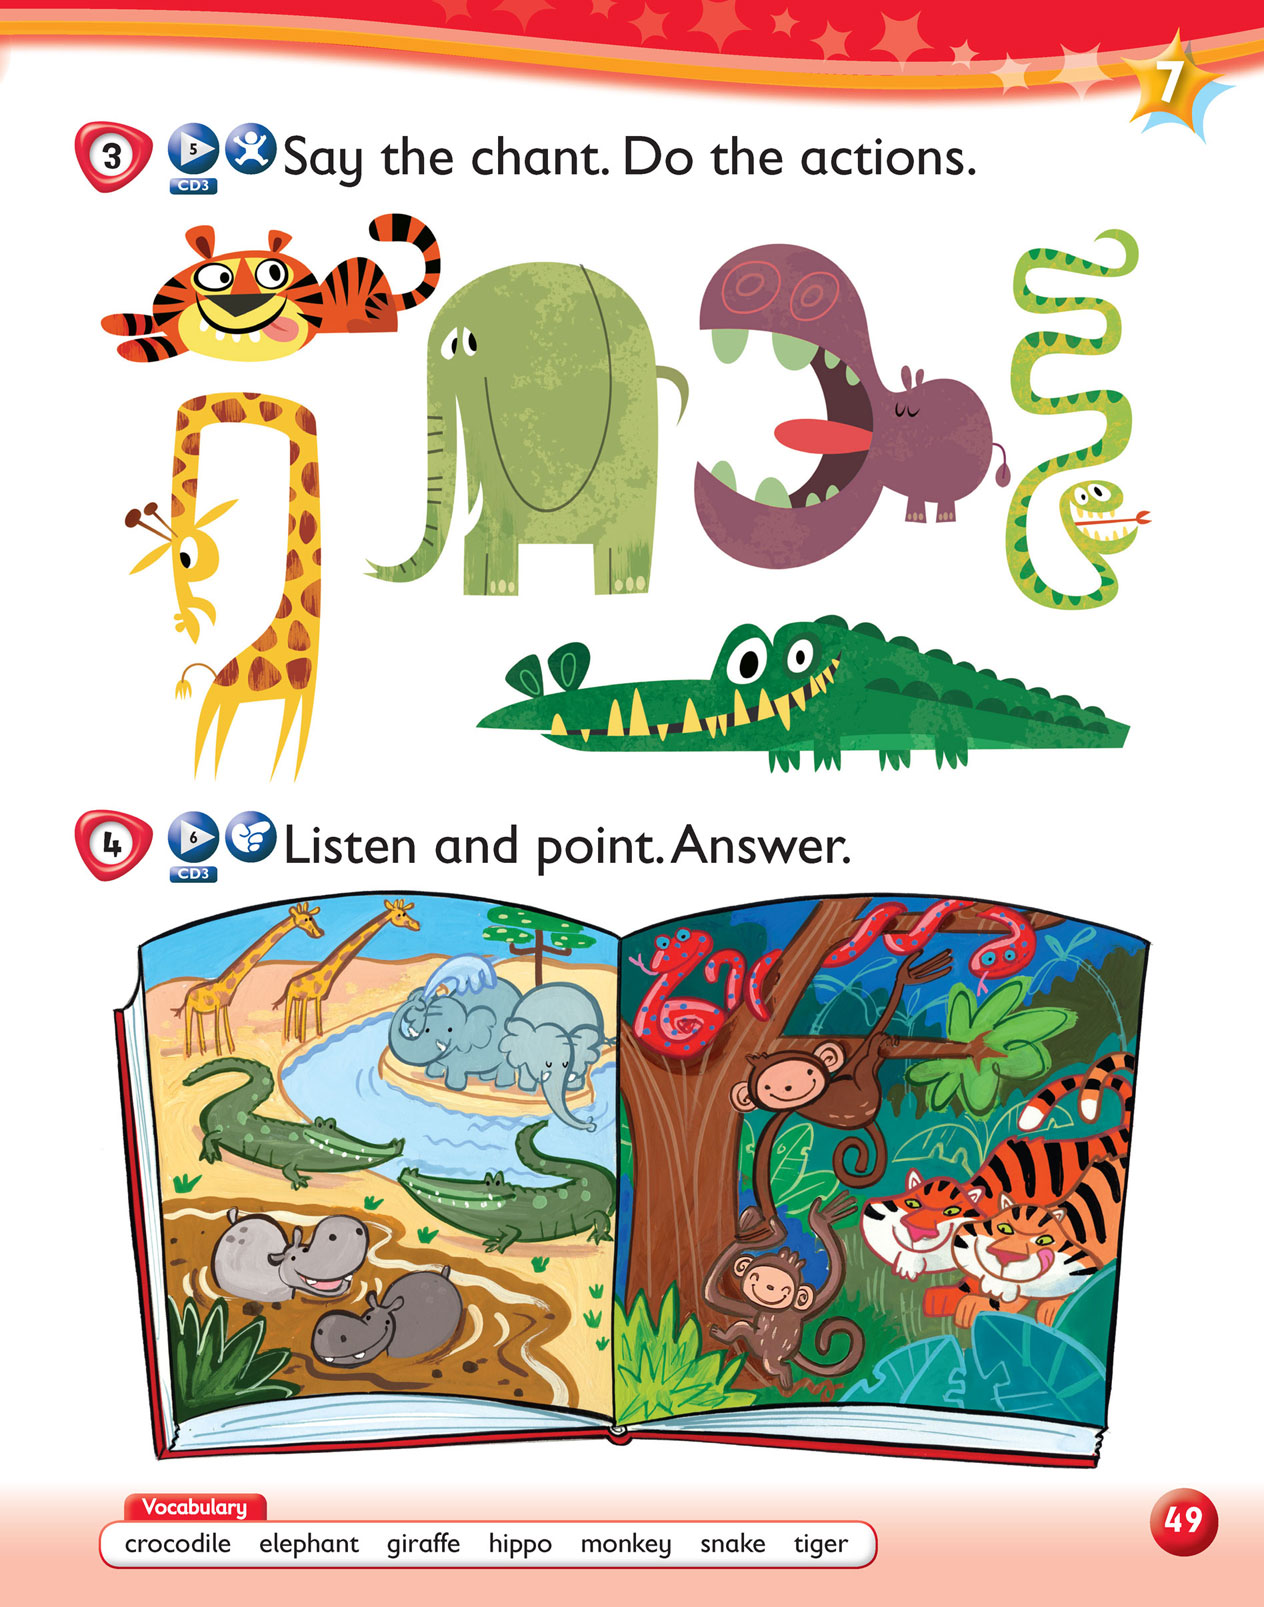 7
3 5 CD3 Say the chant. Do the actions.
4 6 CD3 Listen and point. Answer.
Vocabulary
crocodile elephant giraffe hippo monkey snake tiger
49